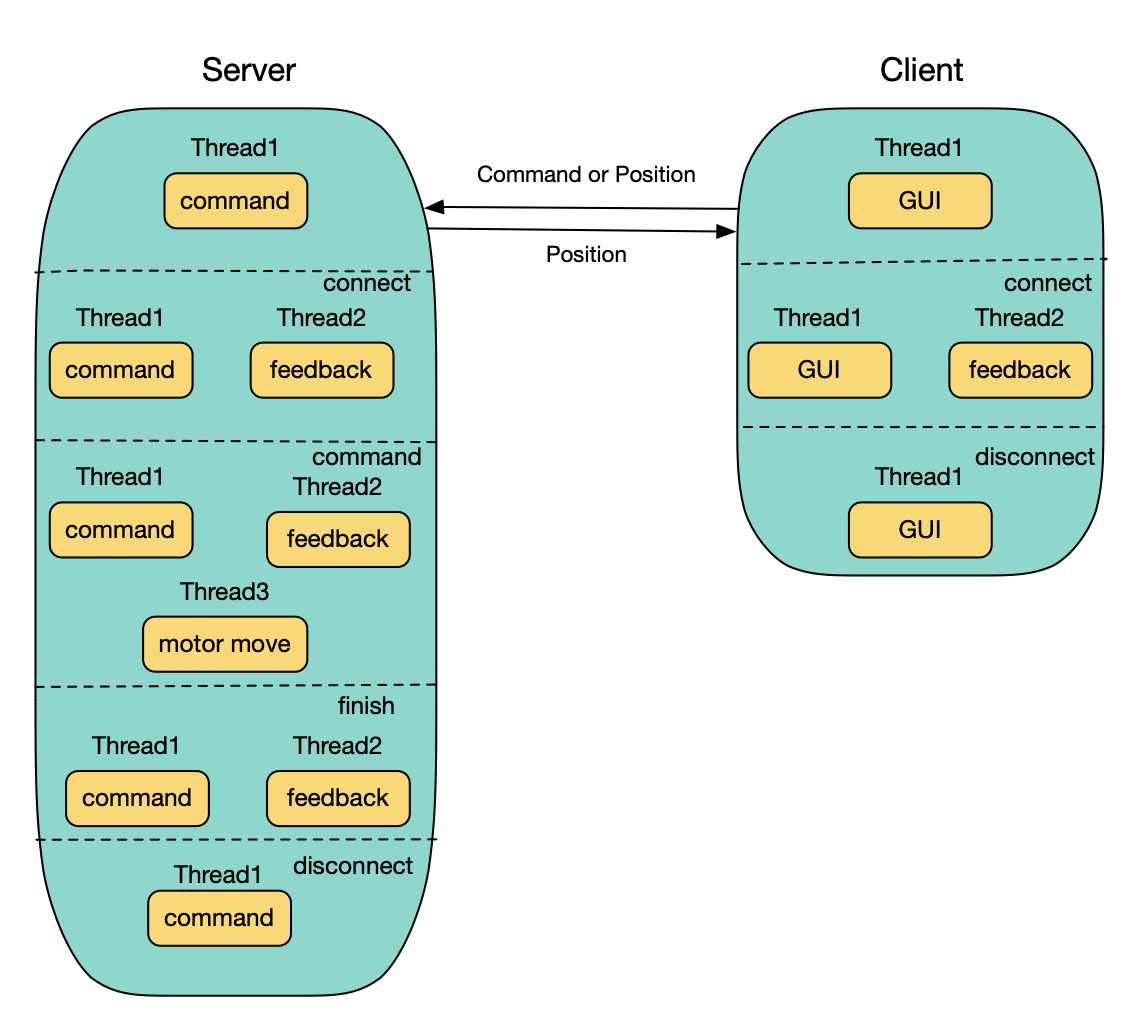 Server
Thread1
command
connect
Thread1
Thread2
command
feedback
command
Thread1
Thread2
command
feedback
Thread3
motor move
finish
Thread1
Thread2
command
feedback
disconnect
Thread1
command
Command or Position
Position
Client
Thread1
GUI
connect
Thread1
Thread2
GUI
feedback
disconnect
Thread1
GUI